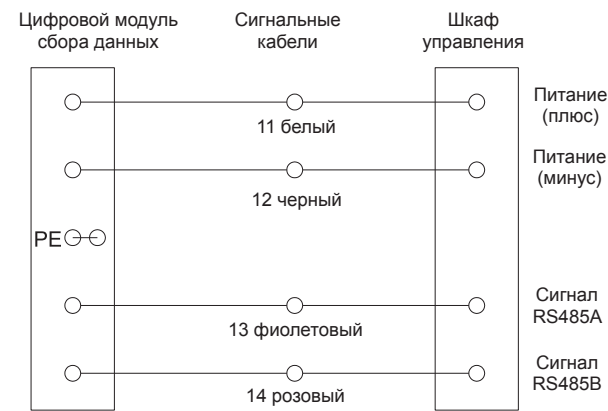 Цифровой модуль
сбора данных
Сигнальные
кабели
Шкаф
управления
11 белый
Питание
(плюс)
12 черный
Питание
(минус)
PE
13 фиолетовый
Сигнал
RS485A
14 розовый
Сигнал
RS485B